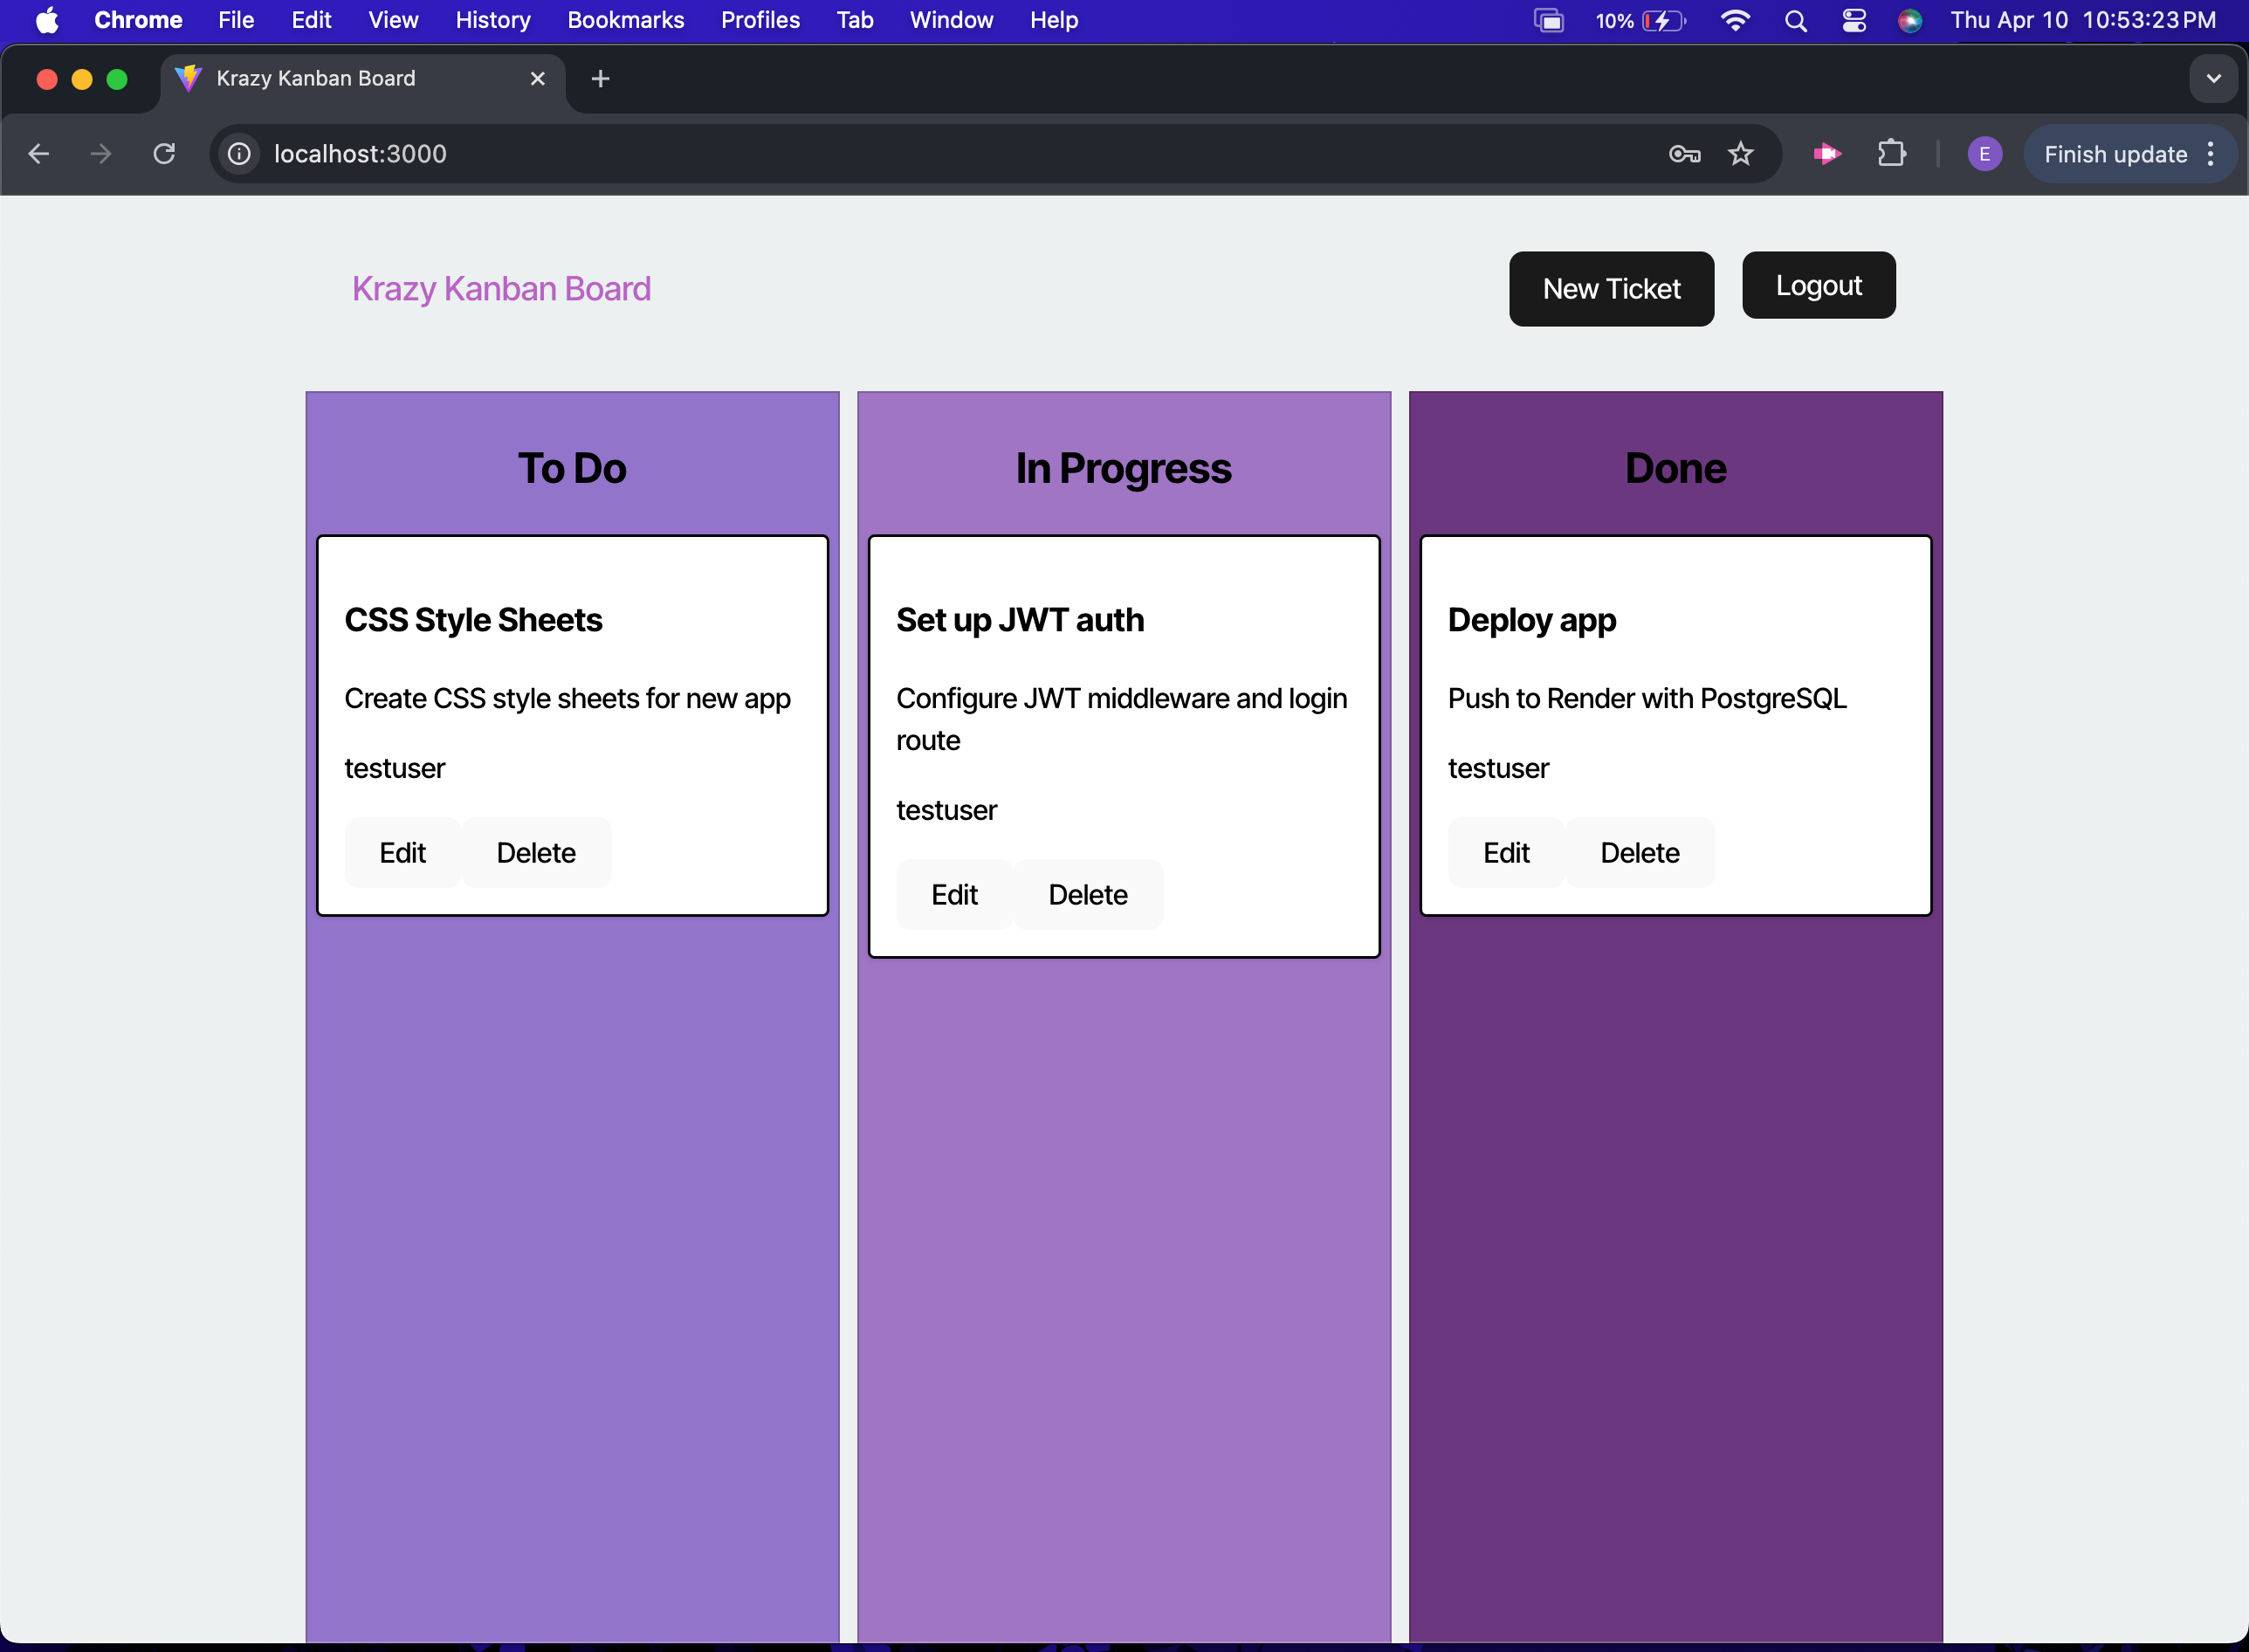 Chrome File Edit View History Bookmarks Profiles Tab Window Help 10% Thu Apr 10 10:53:23 PM
Krazy Kanban Board
localhost:3000 E Finish update
Krazy Kanban Board New Ticket Logout
To Do
CSS Style Sheets
Create CSS style sheets for new app
testuser
Edit Delete
In Progress
Set up JWT auth
Configure JWT middleware and login
route
testuser
Edit Delete
Done
Deploy app
Push to Render with PostgreSQL
testuser
Edit Delete